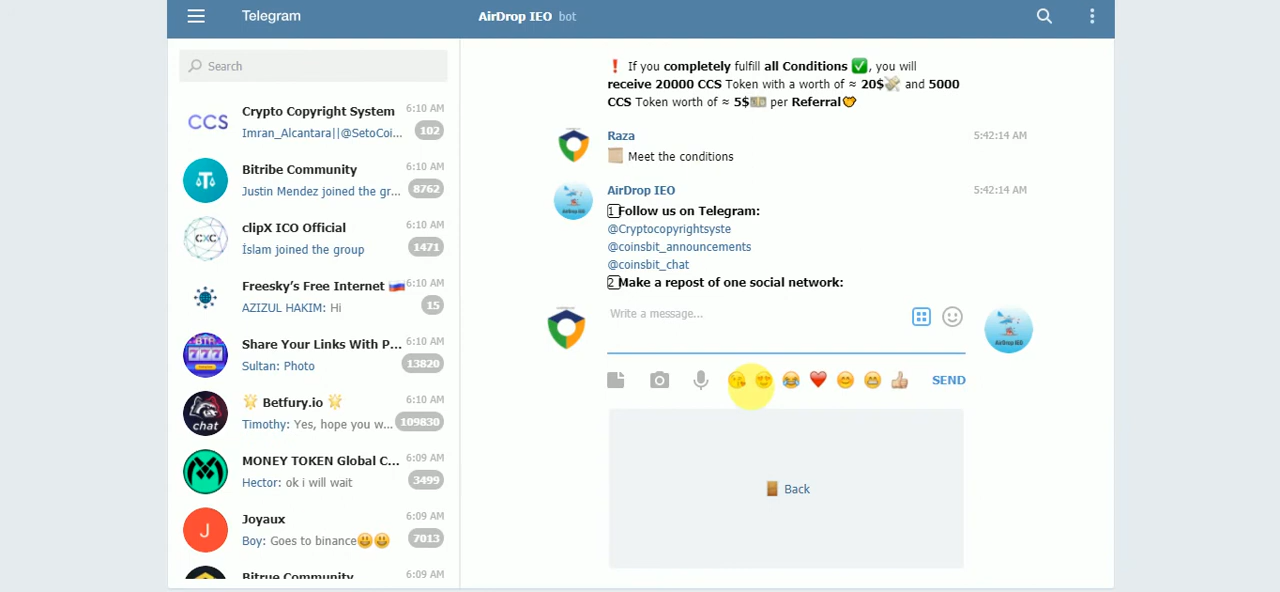 Telegram
AirDrop IEO bot
Search
Crypto Copyright System 6:10 AM
Imran_Alcantara||@SetoCoi... 102
Bitribe Community 6:10 AM
Justin Mendez joined the gr... 8762
clipX ICO Official 6:10 AM
İslam joined the group 1471
Freesky's Free Internet 6:10 AM
AZIZUL HAKIM: Hi 15
Share Your Links With P... 6:10 AM
Sultan: Photo 13820
Betfury.io 6:10 AM
Timothy: Yes, hope you w... 109830
MONEY TOKEN Global C... 6:09 AM
Hector: ok i will wait 3499
Joyaux 6:09 AM
Boy: Goes to binance 7013
Bitrue Community 6:09 AM
CCS
CXC
BTR
777
chat
J
❗ If you completely fulfill all Conditions ✅, you will
receive 20000 CCS Token with a worth of ≈ 20$ and 5000
CCS Token worth of ≈ 5$ per Referral
Raza 5:42:14 AM
Meet the conditions
AirDrop IEO 5:42:14 AM
1 Follow us on Telegram:
@Cryptocopyrightsyste
@coinsbit_announcements
@coinsbit_chat
2 Make a repost of one social network:
Write a message...
SEND
Back